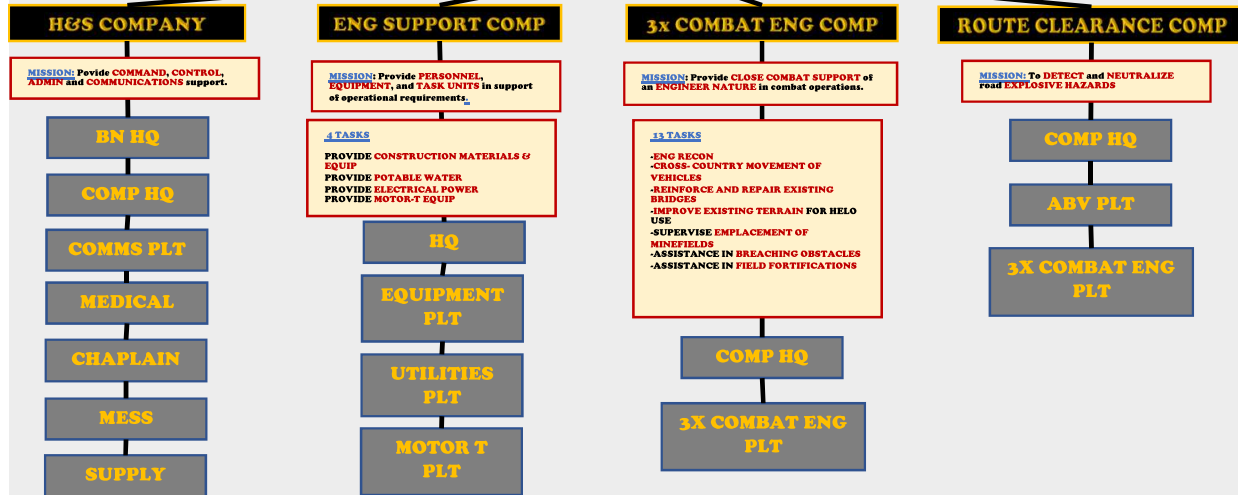 H&S COMPANY
MISSION: Povide COMMAND, CONTROL,
ADMIN and COMMUNICATIONS support.
BN HQ
COMP HQ
COMMS PLT
MEDICAL
CHAPLAIN
MESS
SUPPLY
ENG SUPPORT COMP
MISSION: Provide PERSONNEL,
EQUIPMENT, and TASK UNITS in support
of operational requirements.
4 TASKS
PROVIDE CONSTRUCTION MATERIALS &
EQUIP
PROVIDE POTABLE WATER
PROVIDE ELECTRICAL POWER
PROVIDE MOTOR-T EQUIP
HQ
EQUIPMENT
PLT
UTILITIES
PLT
MOTOR T
PLT
3x COMBAT ENG COMP
MISSION: Provide CLOSE COMBAT SUPPORT of
an ENGINEER NATURE in combat operations.
13 TASKS
-ENG RECON
-CROSS- COUNTRY MOVEMENT OF
VEHICLES
-REINFORCE AND REPAIR EXISTING
BRIDGES
-IMPROVE EXISTING TERRAIN FOR HELO
USE
-SUPERVISE EMPLACEMENT OF
MINEFIELDS
-ASSISTANCE IN BREACHING OBSTACLES
-ASSISTANCE IN FIELD FORTIFICATIONS
COMP HQ
3X COMBAT ENG
PLT
ROUTE CLEARANCE COMP
MISSION: To DETECT and NEUTRALIZE
road EXPLOSIVE HAZARDS
COMP HQ
ABV PLT
3X COMBAT ENG
PLT